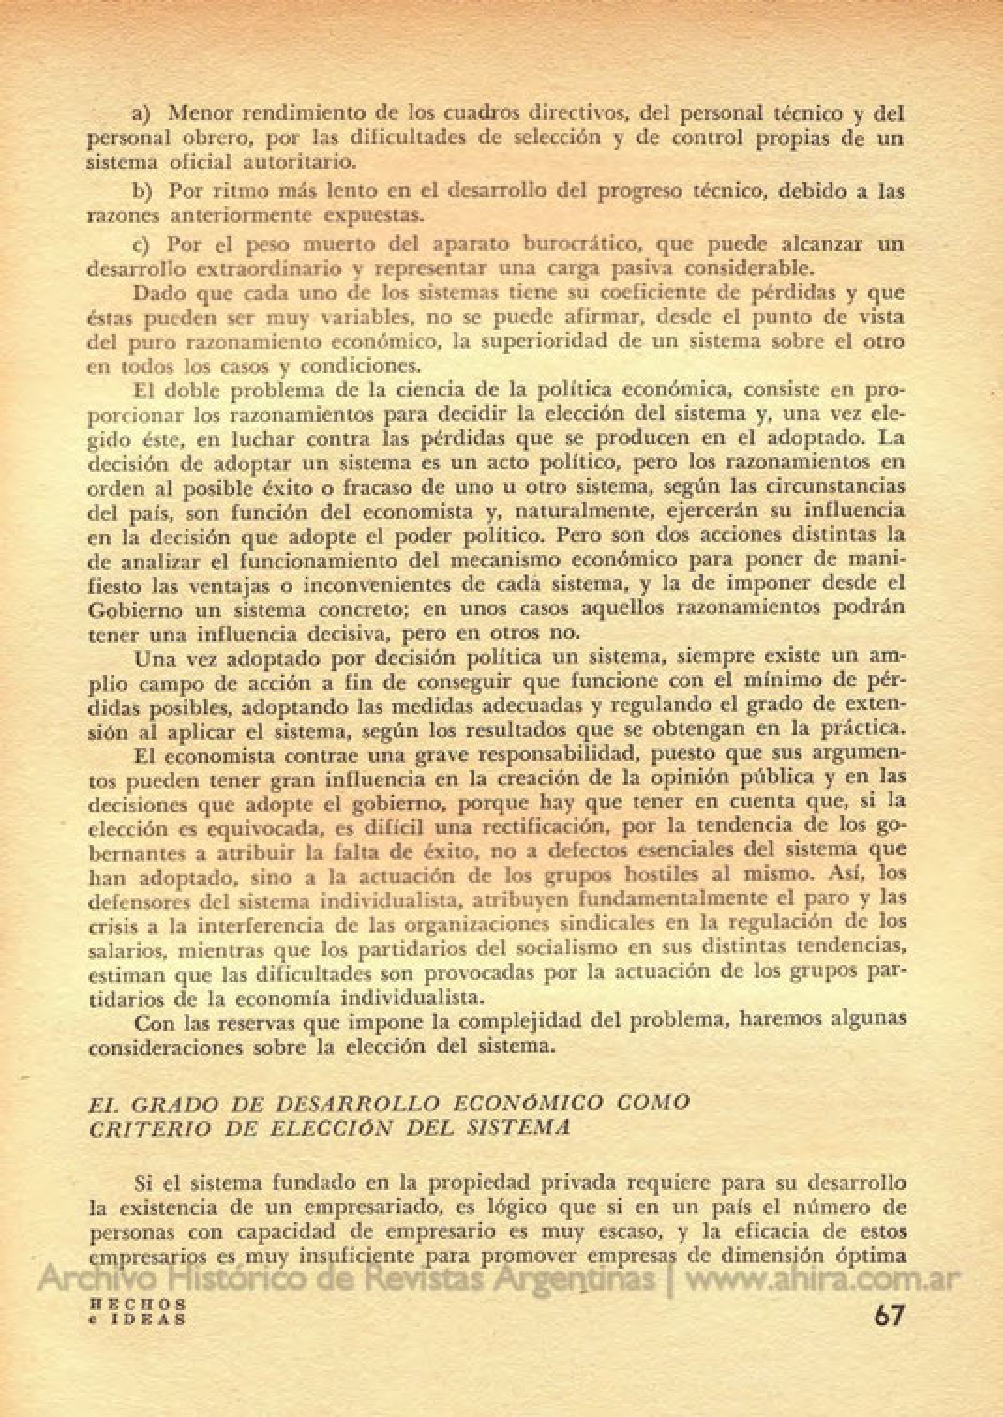 a) Menor rendimiento de los cuadros directivos, del personal técnico y del
personal obrero, por las dificultades de selección y de control propias de un
sistema oficial autoritario.
b) Por ritmo más lento en el desarrollo del progreso técnico, debido a las
razones anteriormente expuestas.
c) Por el peso muerto del aparato burocrático, que puede alcanzar un
desarrollo extraordinario y representar una carga pasiva considerable.
Dado que cada uno de los sistemas tiene su coeficiente de pérdidas y que
éstas pueden ser muy variables, no se puede afirmar, desde el punto de vista
del puro razonamiento económico, la superioridad de un sistema sobre el otro
en todos los casos y condiciones.
El doble problema de la ciencia de la política económica, consiste en pro-
porcionar los razonamientos para decidir la elección del sistema y, una vez ele-
gido éste, en luchar contra las pérdidas que se producen en el adoptado. La
decisión de adoptar un sistema es un acto político, pero los razonamientos en
orden al posible éxito o fracaso de uno u otro sistema, según las circunstancias
del país, son función del economista y, naturalmente, ejercerán su influencia
en la decisión que adopte el poder político. Pero son dos acciones distintas la
de analizar el funcionamiento del mecanismo económico para poner de mani-
fiesto las ventajas o inconvenientes de cada sistema, y la de imponer desde el
Gobierno un sistema concreto; en unos casos aquellos razonamientos podrán
tener una influencia decisiva, pero en otros no.
Una vez adoptado por decisión política un sistema, siempre existe un am-
plio campo de acción a fin de conseguir que funcione con el mínimo de pér-
didas posibles, adoptando las medidas adecuadas y regulando el grado de exten-
sión al aplicar el sistema, según los resultados que se obtengan en la práctica.
El economista contrae una grave responsabilidad, puesto que sus argumen-
tos pueden tener gran influencia en la creación de la opinión pública y en las
decisiones que adopte el gobierno, porque hay que tener en cuenta que, si la
elección es equivocada, es difícil una rectificación, por la tendencia de los go-
bernantes a atribuir la falta de éxito, no a defectos esenciales del sistema que
han adoptado, sino a la actuación de los grupos hostiles al mismo. Así, los
defensores del sistema individualista, atribuyen fundamentalmente el paro y las
crisis a la interferencia de las organizaciones sindicales en la regulación de los
salarios, mientras que los partidarios del socialismo en sus distintas tendencias,
estiman que las dificultades son provocadas por la actuación de los grupos par-
tidarios de la economía individualista.
Con las reservas que impone la complejidad del problema, haremos algunas
consideraciones sobre la elección del sistema.
EL GRADO DE DESARROLLO ECONÓMICO COMO
CRITERIO DE ELECCIÓN DEL SISTEMA
Si el sistema fundado en la propiedad privada requiere para su desarrollo
la existencia de un empresariado, es lógico que si en un país el número de
personas con capacidad de empresario es muy escaso, y la eficacia de estos
empresarios es muy insuficiente para promover empresas de dimensión óptima
Archivo Histórico de Revistas Argentinas | www.ahira.com.ar
HECHOS
e IDEAS
67